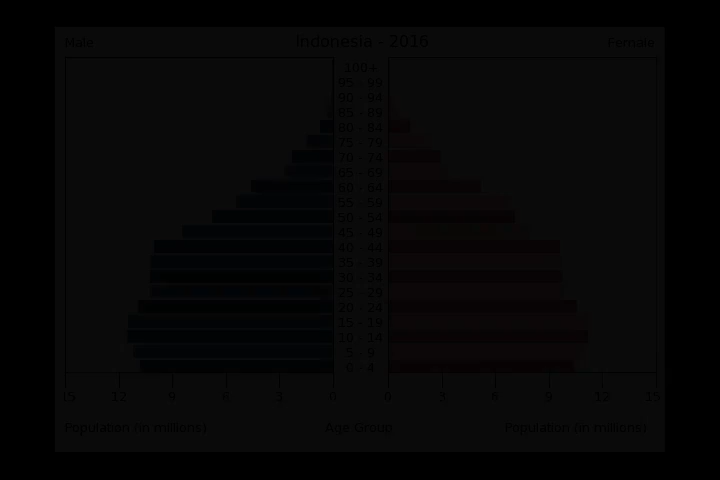 Male Indonesia - 2016 Female
100+
95 - 99
90 - 94
85 - 89
80 - 84
75 - 79
70 - 74
65 - 69
60 - 64
55 - 59
50 - 54
45 - 49
40 - 44
35 - 39
30 - 34
25 - 29
20 - 24
15 - 19
10 - 14
5 - 9
0 - 4
15 12 9 6 3 0 0 3 6 9 12 15
Population (in millions) Age Group Population (in millions)